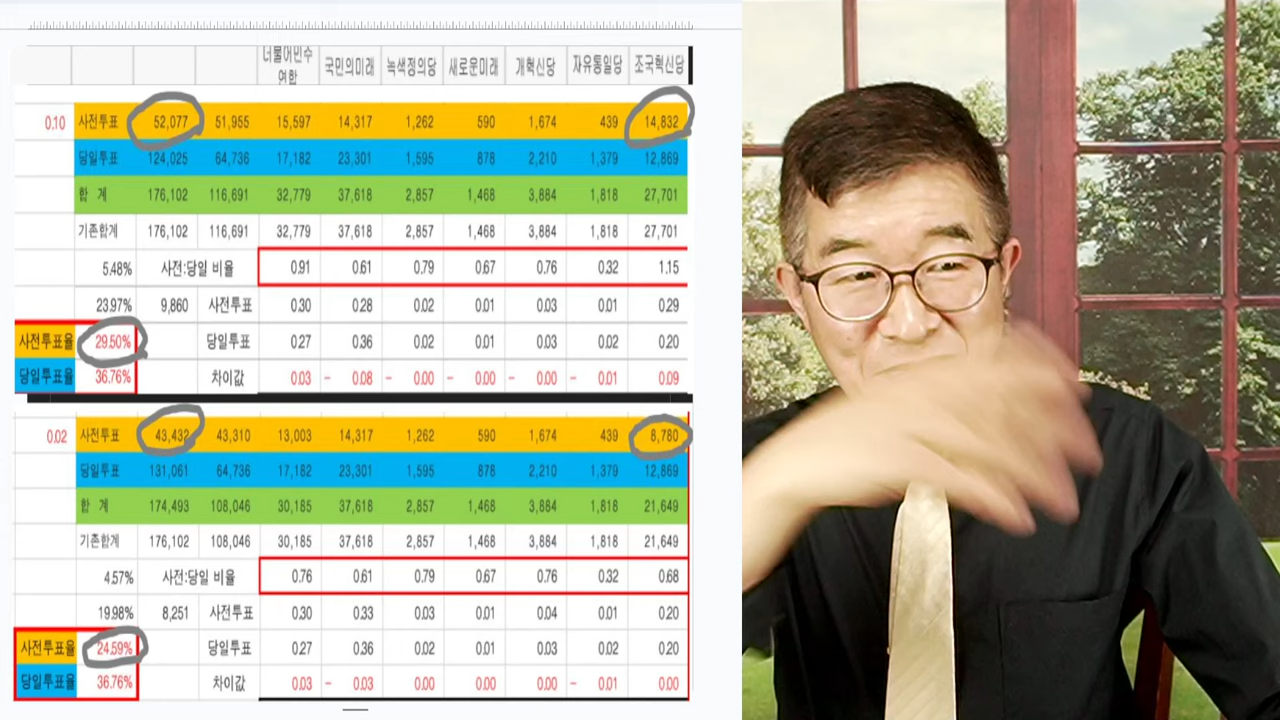 더불어민주
연합 국민의미래 녹색정의당 새로운미래 개혁신당 자유통일당 조국혁신당
0.10 사전투표 52,077 51,955 15,597 14,317 1,262 590 1,674 439 14,832
당일투표 124,025 64,736 17,182 23,301 1,595 878 2,210 1,379 12,869
합 계 176,102 116,691 32,779 37,618 2,857 1,468 3,884 1,818 27,701
기존합계 176,102 116,691 32,779 37,618 2,857 1,468 3,884 1,818 27,701
5.48% 사전:당일 비율 0.91 0.61 0.79 0.67 0.76 0.32 1.15
23.97% 9,860 사전투표 0.30 0.28 0.02 0.01 0.03 0.01 0.29
사전투표율 29.50% 당일투표 0.27 0.36 0.02 0.01 0.03 0.02 0.20
당일투표율 36.76% 차이값 0.03 - 0.08 - 0.00 - 0.00 - 0.00 - 0.01 0.09
0.02 사전투표 43,432 43,310 13,003 14,317 1,262 590 1,674 439 8,780
당일투표 131,061 64,736 17,182 23,301 1,595 878 2,210 1,379 12,869
합 계 174,493 108,046 30,185 37,618 2,857 1,468 3,884 1,818 21,649
기존합계 176,102 108,046 30,185 37,618 2,857 1,468 3,884 1,818 21,649
4.57% 사전:당일 비율 0.76 0.61 0.79 0.67 0.76 0.32 0.68
19.98% 8,251 사전투표 0.30 0.33 0.03 0.01 0.04 0.01 0.20
사전투표율 24.59% 당일투표 0.27 0.36 0.02 0.01 0.03 0.02 0.20
당일투표율 36.76% 차이값 0.03 - 0.03 0.00 0.00 0.00 - 0.01 0.00